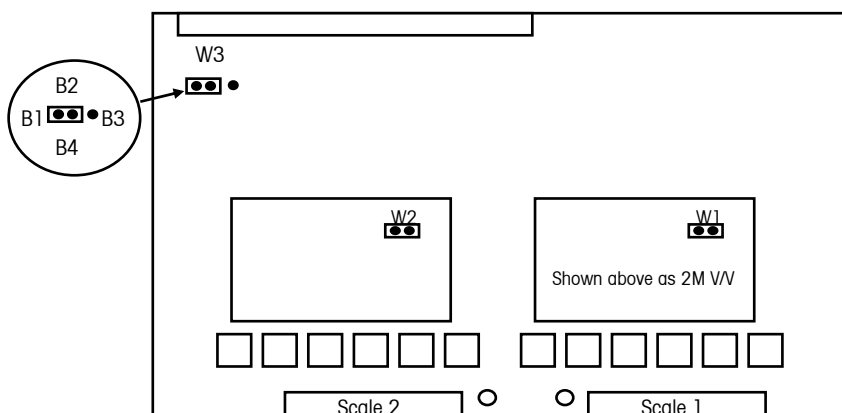 W3
B2
B1 B3
B4
W2
W1
Shown above as 2M V/V
Scale 2
Scale 1